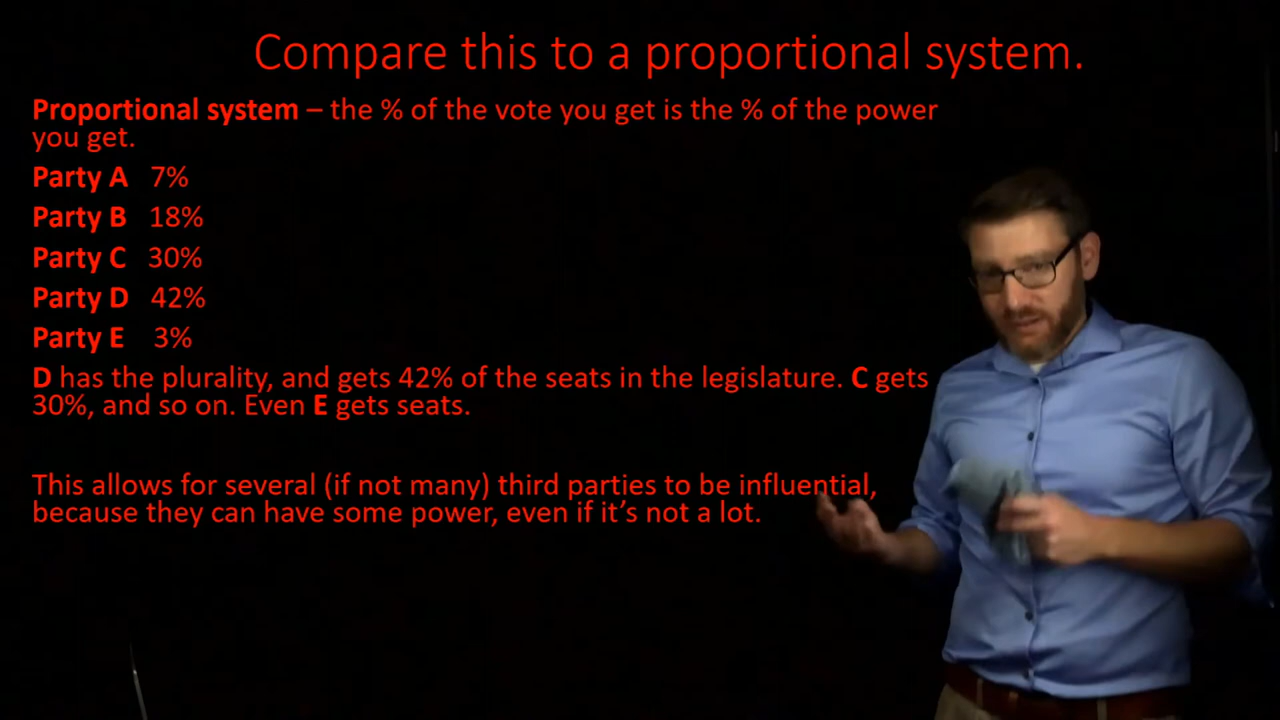 Compare this to a proportional system.
Proportional system – the % of the vote you get is the % of the power
you get.
Party A 7%
Party B 18%
Party C 30%
Party D 42%
Party E 3%
D has the plurality, and gets 42% of the seats in the legislature. C gets
30%, and so on. Even E gets seats.
This allows for several (if not many) third parties to be influential,
because they can have some power, even if it’s not a lot.